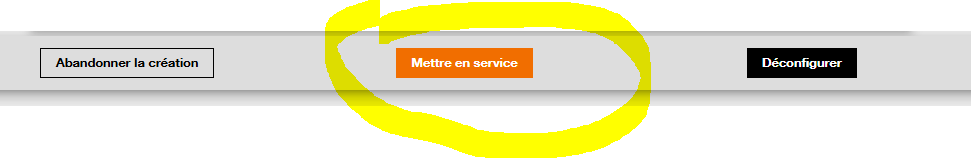 Abandonner la création
Mettre en service
Déconfigurer